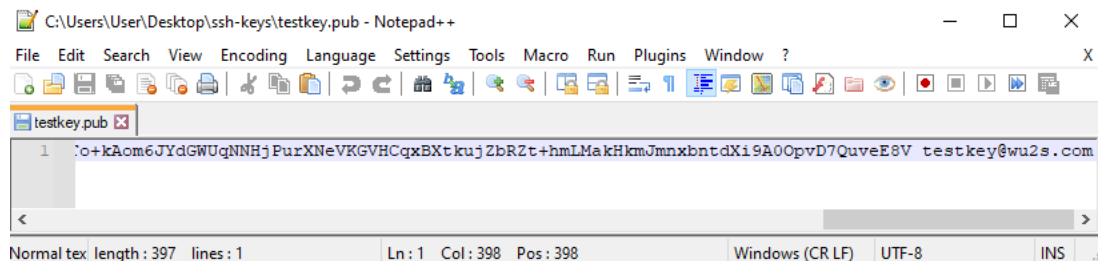 C:\Users\User\Desktop\ssh-keys\testkey.pub - Notepad++
File Edit Search View Encoding Language Settings Tools Macro Run Plugins Window ? X
testkey.pub
1 To+kAom6JYdGWUqNNHjPurXNeVKGVHCqxBXtkujZbRZt+hmLMakHkmJmnxbntdXi9A0OpvD7QuveE8V testkey@wu2s.com
Normal tex length : 397 lines : 1 Ln : 1 Col : 398 Pos : 398 Windows (CR LF) UTF-8 INS